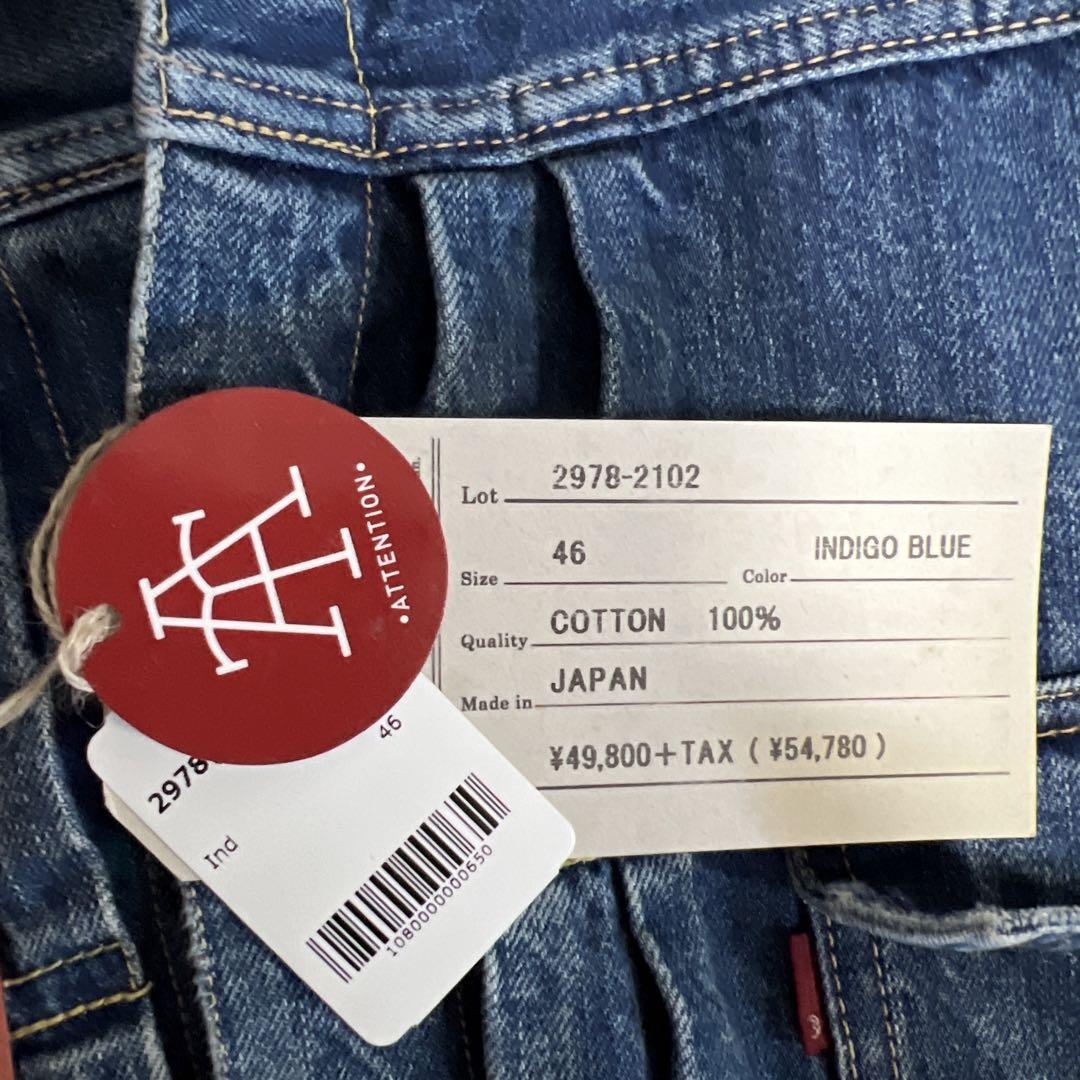 Lot 2978-2102
Size 46 Color INDIGO BLUE
Quality COTTON 100%
Made in JAPAN
¥49,800+TAX ( ¥54,780 )
•ATTENTION•
46
2978
Ind
1080000000650